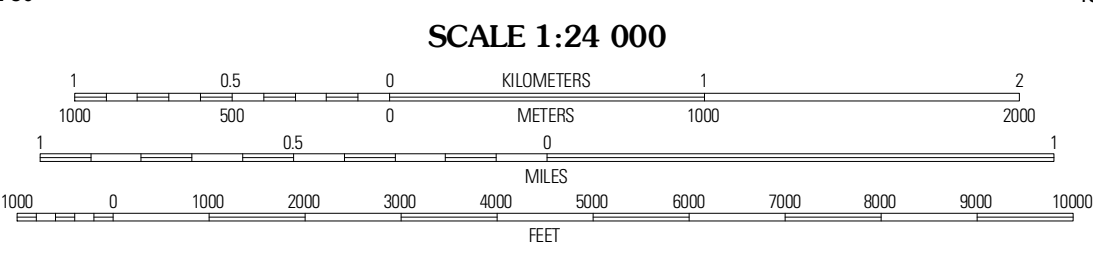 SCALE 1:24 000
1 0.5 0 KILOMETERS 1 2
1000 500 0 METERS 1000 2000
1 0.5 0 1
MILES
1000 0 1000 2000 3000 4000 5000 6000 7000 8000 9000 10000
FEET